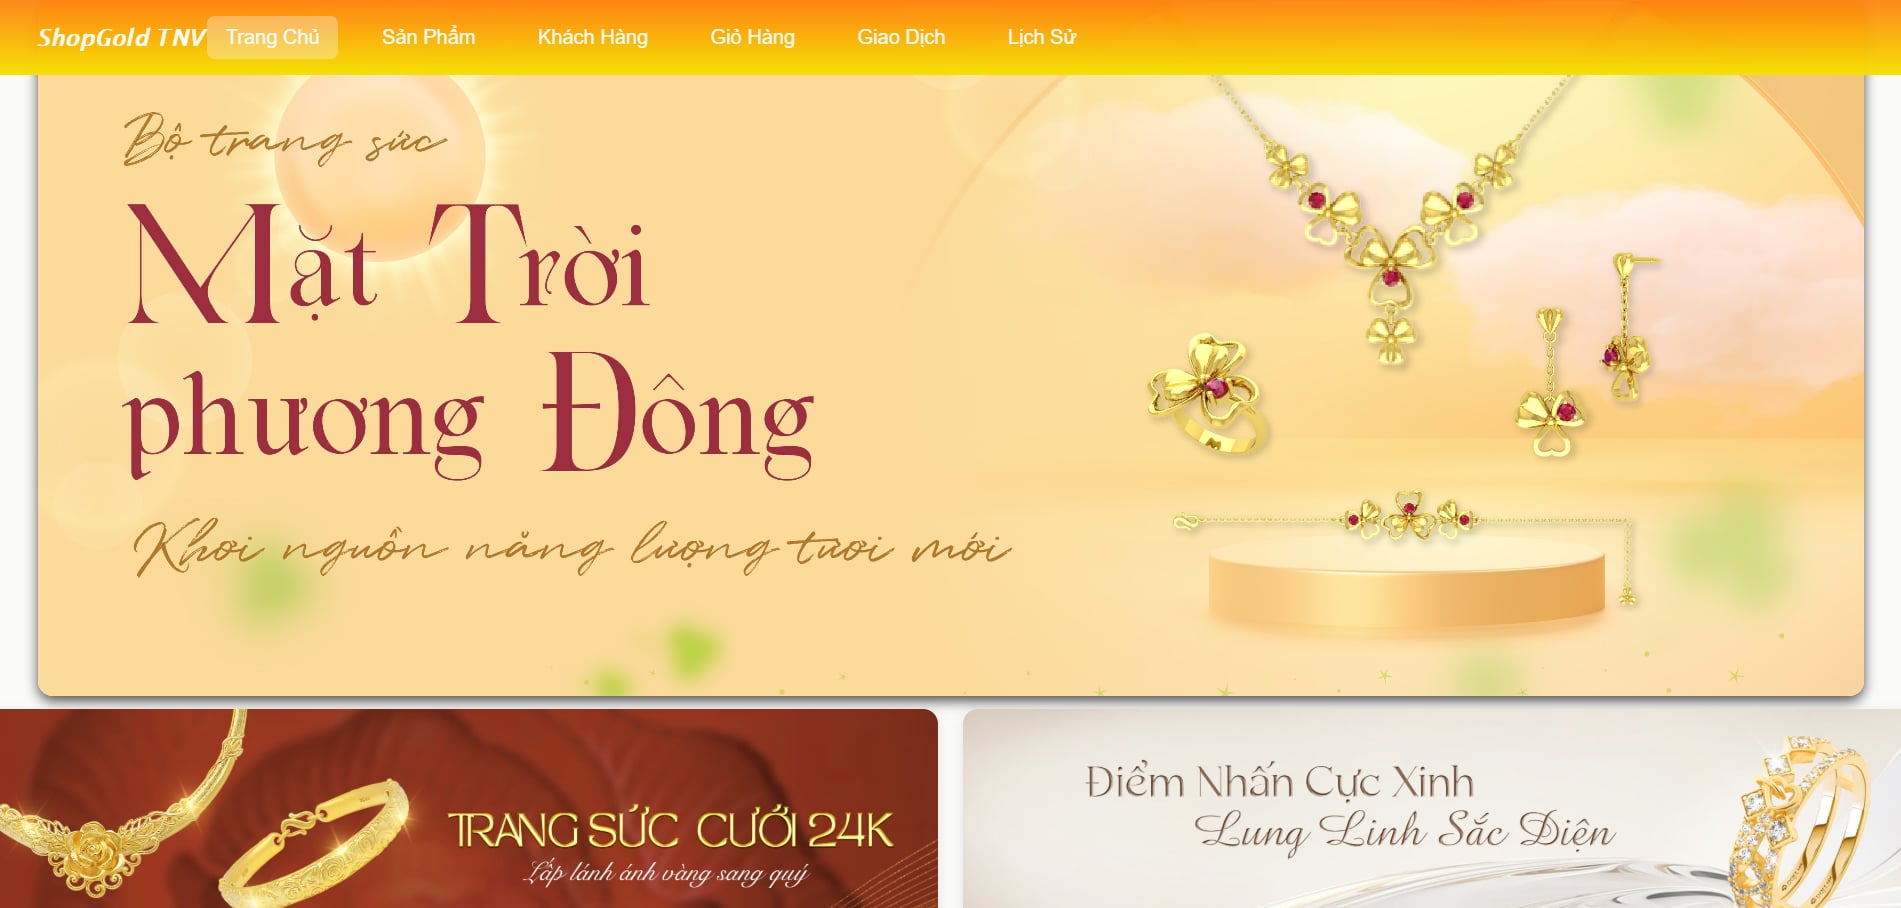 ShopGold TNV Trang Chủ Sản Phẩm Khách Hàng Giỏ Hàng Giao Dịch Lịch Sử
Bộ trang sức
Mặt Trời
phương Đông
Khơi nguồn năng lượng tươi mới
TRANG SỨC CƯỚI 24K
Lấp lánh ánh vàng sang quý
Điểm Nhấn Cực Xinh
Lung Linh Sắc Diện